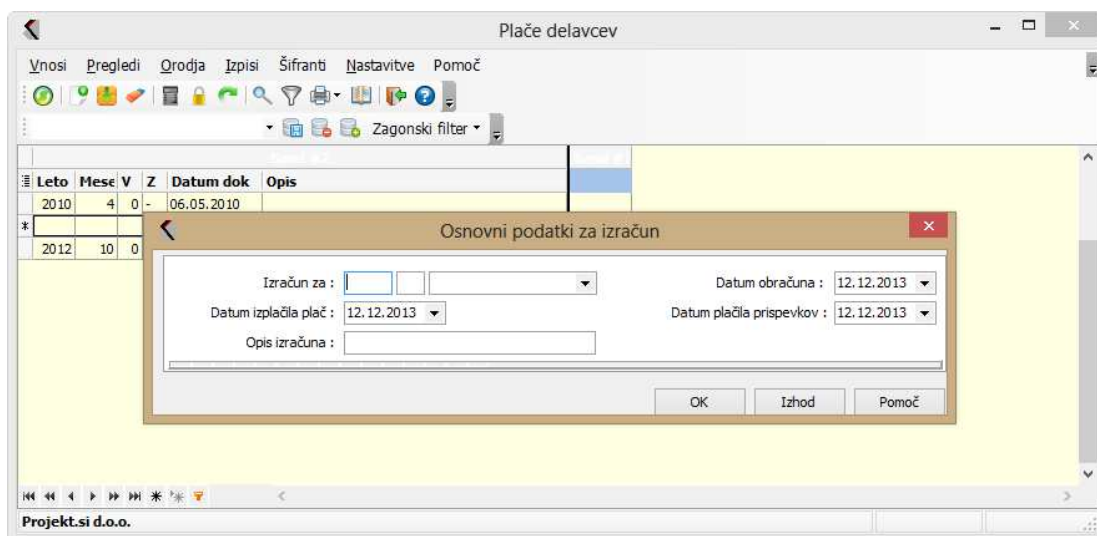 Plače delavcev
Vnosi Pregledi Orodja Izpisi Šifranti Nastavitve Pomoč
Zagonski filter
Leto Mese V Z Datum dok Opis
2010 4 0 - 06.05.2010
Osnovni podatki za izračun
2012 10 0
Izračun za : Datum obračuna : 12.12.2013
Datum izplačila plač : 12.12.2013 Datum plačila prispevkov : 12.12.2013
Opis izračuna :
OK Izhod Pomoč
Projekt.si d.o.o.